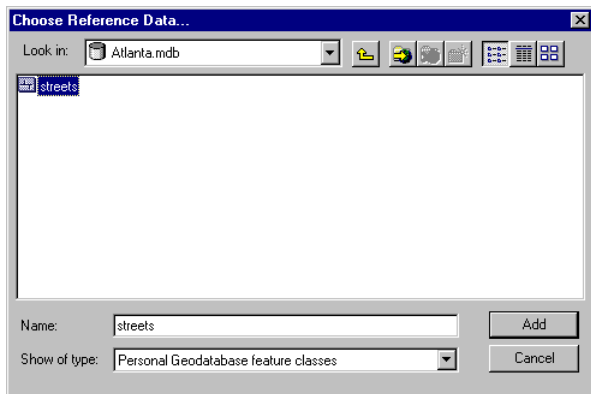 Choose Reference Data...
Look in: Atlanta.mdb
streets
Name: streets Add
Show of type: Personal Geodatabase feature classes Cancel